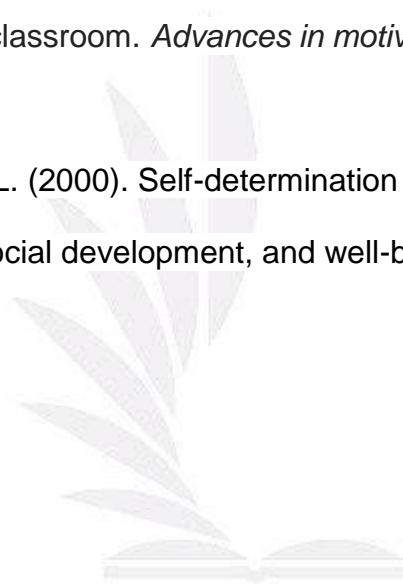 classroom. Advances in motiv
L. (2000). Self-determination
ocial development, and well-b